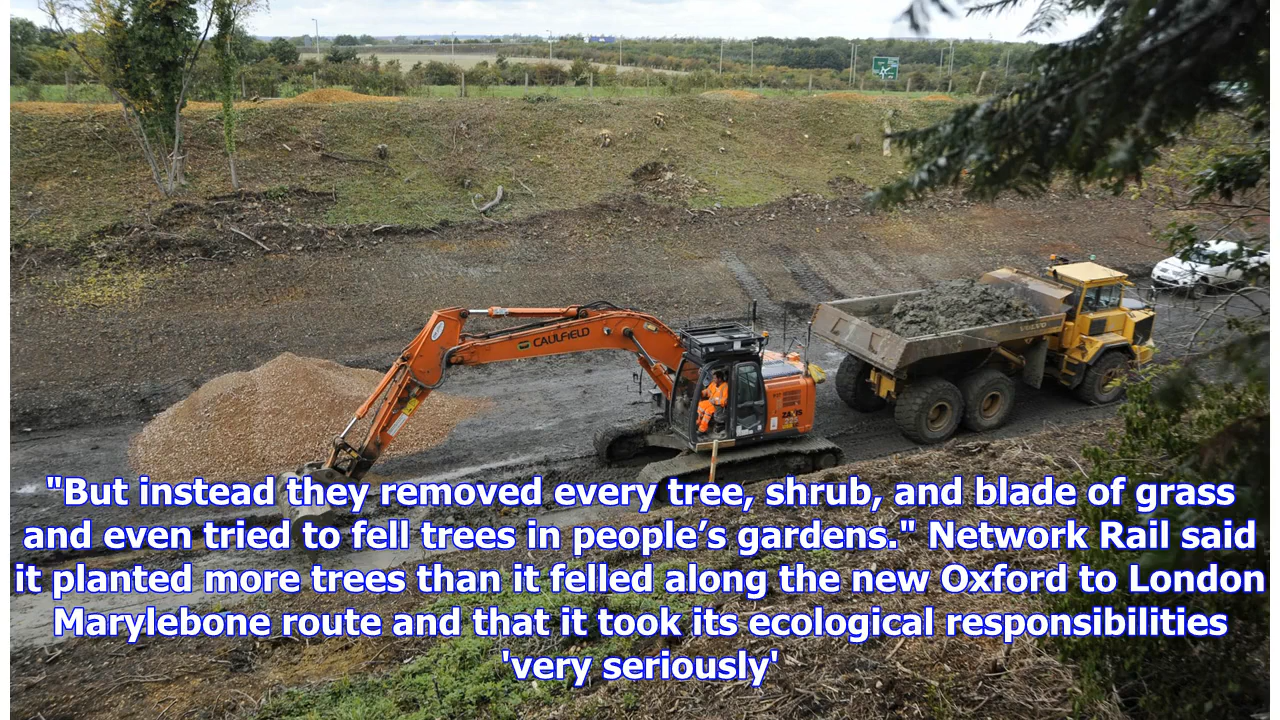 CAULFIELD
VOLVO
ZAXIS
"But instead they removed every tree, shrub, and blade of grass
and even tried to fell trees in people’s gardens." Network Rail said
it planted more trees than it felled along the new Oxford to London
Marylebone route and that it took its ecological responsibilities
'very seriously'